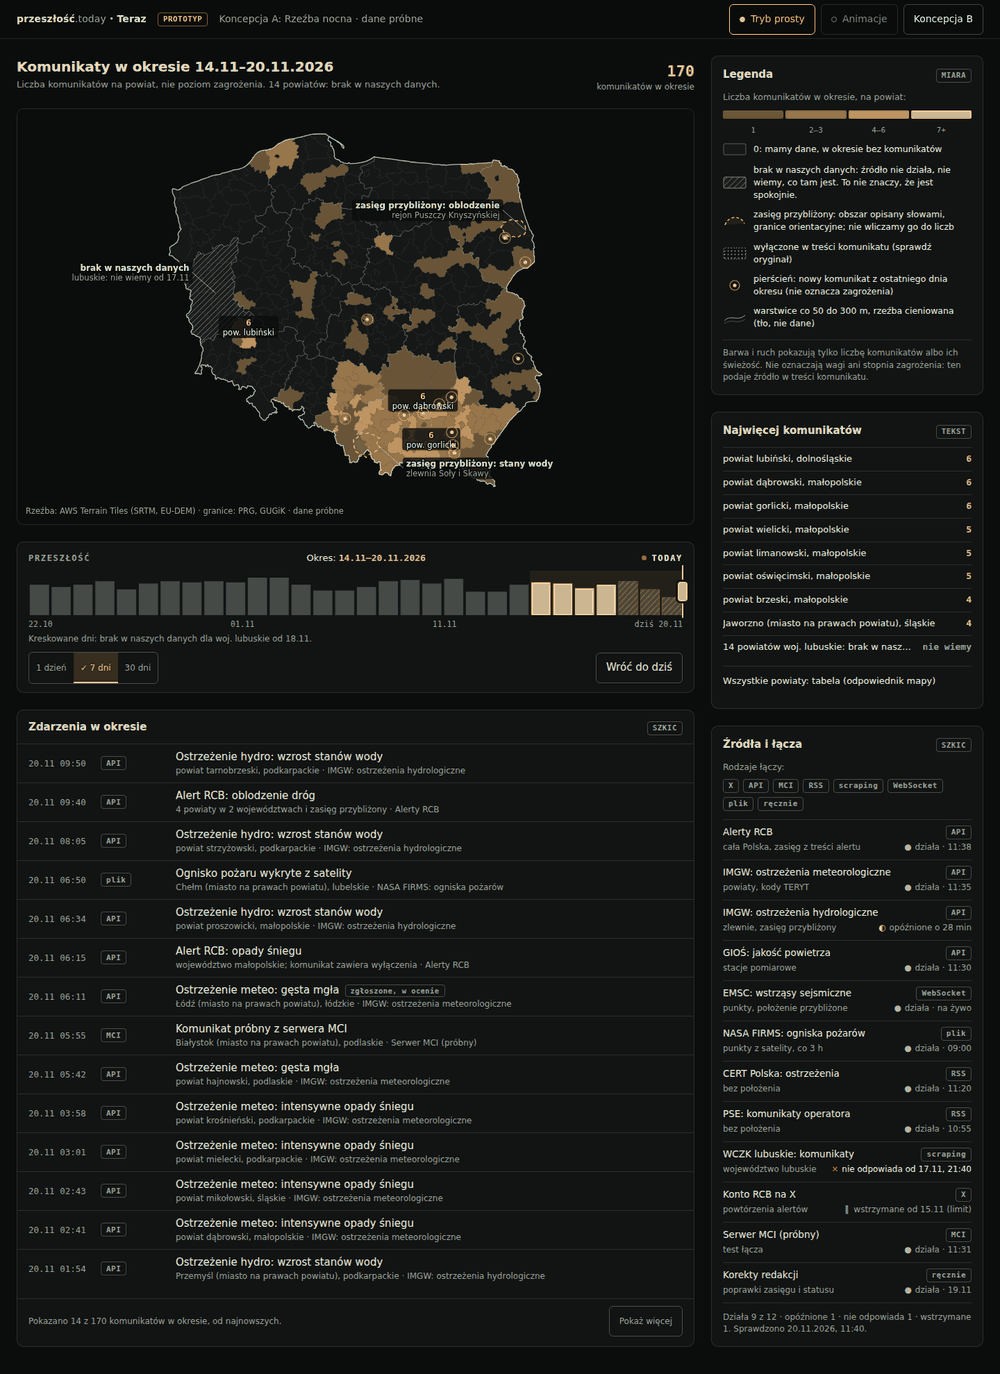 przeszłość.today · Teraz
PROTOTYP
Koncepcja A: Rzeźba nocna · dane próbne
Tryb prosty
Animacje
Koncepcja B
Komunikaty w okresie 14.11–20.11.2026
Liczba komunikatów na powiat, nie poziom zagrożenia. 14 powiatów: brak w naszych danych.
170
komunikatów w okresie
zasięg przybliżony: oblodzenie
rejon Puszczy Knyszyńskiej
brak w naszych danych
lubuskie: nie wiemy od 17.11
6
pow. lubiński
6
pow. dąbrowski
6
pow. gorlicki
zasięg przybliżony: stany wody
zlewnia Soły i Skawy
Rzeźba: AWS Terrain Tiles (SRTM, EU-DEM) · granice: PRG, GUGiK · dane próbne
PRZESZŁOŚĆ
Okres: 14.11–20.11.2026
TODAY
22.10
01.11
11.11
dziś 20.11
Kreskowane dni: brak w naszych danych dla woj. lubuskie od 18.11.
1 dzień
✓ 7 dni
30 dni
Wróć do dziś
Zdarzenia w okresie
SZKIC
20.11 09:50 API Ostrzeżenie hydro: wzrost stanów wody
powiat tarnobrzeski, podkarpackie · IMGW: ostrzeżenia hydrologiczne
20.11 09:40 API Alert RCB: oblodzenie dróg
4 powiaty w 2 województwach i zasięg przybliżony · Alerty RCB
20.11 08:05 API Ostrzeżenie hydro: wzrost stanów wody
powiat strzyżowski, podkarpackie · IMGW: ostrzeżenia hydrologiczne
20.11 06:50 plik Ognisko pożaru wykryte z satelity
Chełm (miasto na prawach powiatu), lubelskie · NASA FIRMS: ogniska pożarów
20.11 06:34 API Ostrzeżenie hydro: wzrost stanów wody
powiat proszowicki, małopolskie · IMGW: ostrzeżenia hydrologiczne
20.11 06:15 API Alert RCB: opady śniegu
województwo małopolskie; komunikat zawiera wyłączenia · Alerty RCB
20.11 06:11 API Ostrzeżenie meteo: gęsta mgła zgłoszone, w ocenie
Łódź (miasto na prawach powiatu), łódzkie · IMGW: ostrzeżenia meteorologiczne
20.11 05:55 MCI Komunikat próbny z serwera MCI
Białystok (miasto na prawach powiatu), podlaskie · Serwer MCI (próbny)
20.11 05:42 API Ostrzeżenie meteo: gęsta mgła
powiat hajnowski, podlaskie · IMGW: ostrzeżenia meteorologiczne
20.11 03:58 API Ostrzeżenie meteo: intensywne opady śniegu
powiat krośnieński, podkarpackie · IMGW: ostrzeżenia meteorologiczne
20.11 03:01 API Ostrzeżenie meteo: intensywne opady śniegu
powiat mielecki, podkarpackie · IMGW: ostrzeżenia meteorologiczne
20.11 02:43 API Ostrzeżenie meteo: intensywne opady śniegu
powiat mikołowski, śląskie · IMGW: ostrzeżenia meteorologiczne
20.11 02:41 API Ostrzeżenie meteo: intensywne opady śniegu
powiat dąbrowski, małopolskie · IMGW: ostrzeżenia meteorologiczne
20.11 01:54 API Ostrzeżenie hydro: wzrost stanów wody
Przemyśl (miasto na prawach powiatu), podkarpackie · IMGW: ostrzeżenia hydrologiczne
Pokazano 14 z 170 komunikatów w okresie, od najnowszych.
Pokaż więcej
Legenda
MIARA
Liczba komunikatów w okresie, na powiat:
1
2–3
4–6
7+
0: mamy dane, w okresie bez komunikatów
brak w naszych danych: źródło nie działa, nie
wiemy, co tam jest. To nie znaczy, że jest
spokojnie.
zasięg przybliżony: obszar opisany słowami,
granice orientacyjne; nie wliczamy go do liczb
wyłączone w treści komunikatu (sprawdź
oryginał)
pierścień: nowy komunikat z ostatniego dnia
okresu (nie oznacza zagrożenia)
warstwice co 50 do 300 m, rzeźba cieniowana
(tło, nie dane)
Barwa i ruch pokazują tylko liczbę komunikatów albo ich
świeżość. Nie oznaczają wagi ani stopnia zagrożenia: ten
podaje źródło w treści komunikatu.
Najwięcej komunikatów
TEKST
powiat lubiński, dolnośląskie 6
powiat dąbrowski, małopolskie 6
powiat gorlicki, małopolskie 6
powiat wielicki, małopolskie 5
powiat limanowski, małopolskie 5
powiat oświęcimski, małopolskie 5
powiat brzeski, małopolskie 4
Jaworzno (miasto na prawach powiatu), śląskie 4
14 powiatów woj. lubuskie: brak w nasz... nie wiemy
Wszystkie powiaty: tabela (odpowiednik mapy)
Źródła i łącza
SZKIC
Rodzaje łączy:
X API MCI RSS scraping WebSocket
plik ręcznie
Alerty RCB API
cała Polska, zasięg z treści alertu działa · 11:38
IMGW: ostrzeżenia meteorologiczne API
powiaty, kody TERYT działa · 11:35
IMGW: ostrzeżenia hydrologiczne API
zlewnie, zasięg przybliżony opóźnione o 28 min
GIOŚ: jakość powietrza API
stacje pomiarowe działa · 11:30
EMSC: wstrząsy sejsmiczne WebSocket
punkty, położenie przybliżone działa · na żywo
NASA FIRMS: ogniska pożarów plik
punkty z satelity, co 3 h działa · 09:00
CERT Polska: ostrzeżenia RSS
bez położenia działa · 11:20
PSE: komunikaty operatora RSS
bez położenia działa · 10:55
WCZK lubuskie: komunikaty scraping
województwo lubuskie × nie odpowiada od 17.11, 21:40
Konto RCB na X X
powtórzenia alertów wstrzymane od 15.11 (limit)
Serwer MCI (próbny) MCI
test łącza działa · 11:31
Korekty redakcji ręcznie
poprawki zasięgu i statusu działa · 19.11
Działa 9 z 12 · opóźnione 1 · nie odpowiada 1 · wstrzymane
1. Sprawdzono 20.11.2026, 11:40.